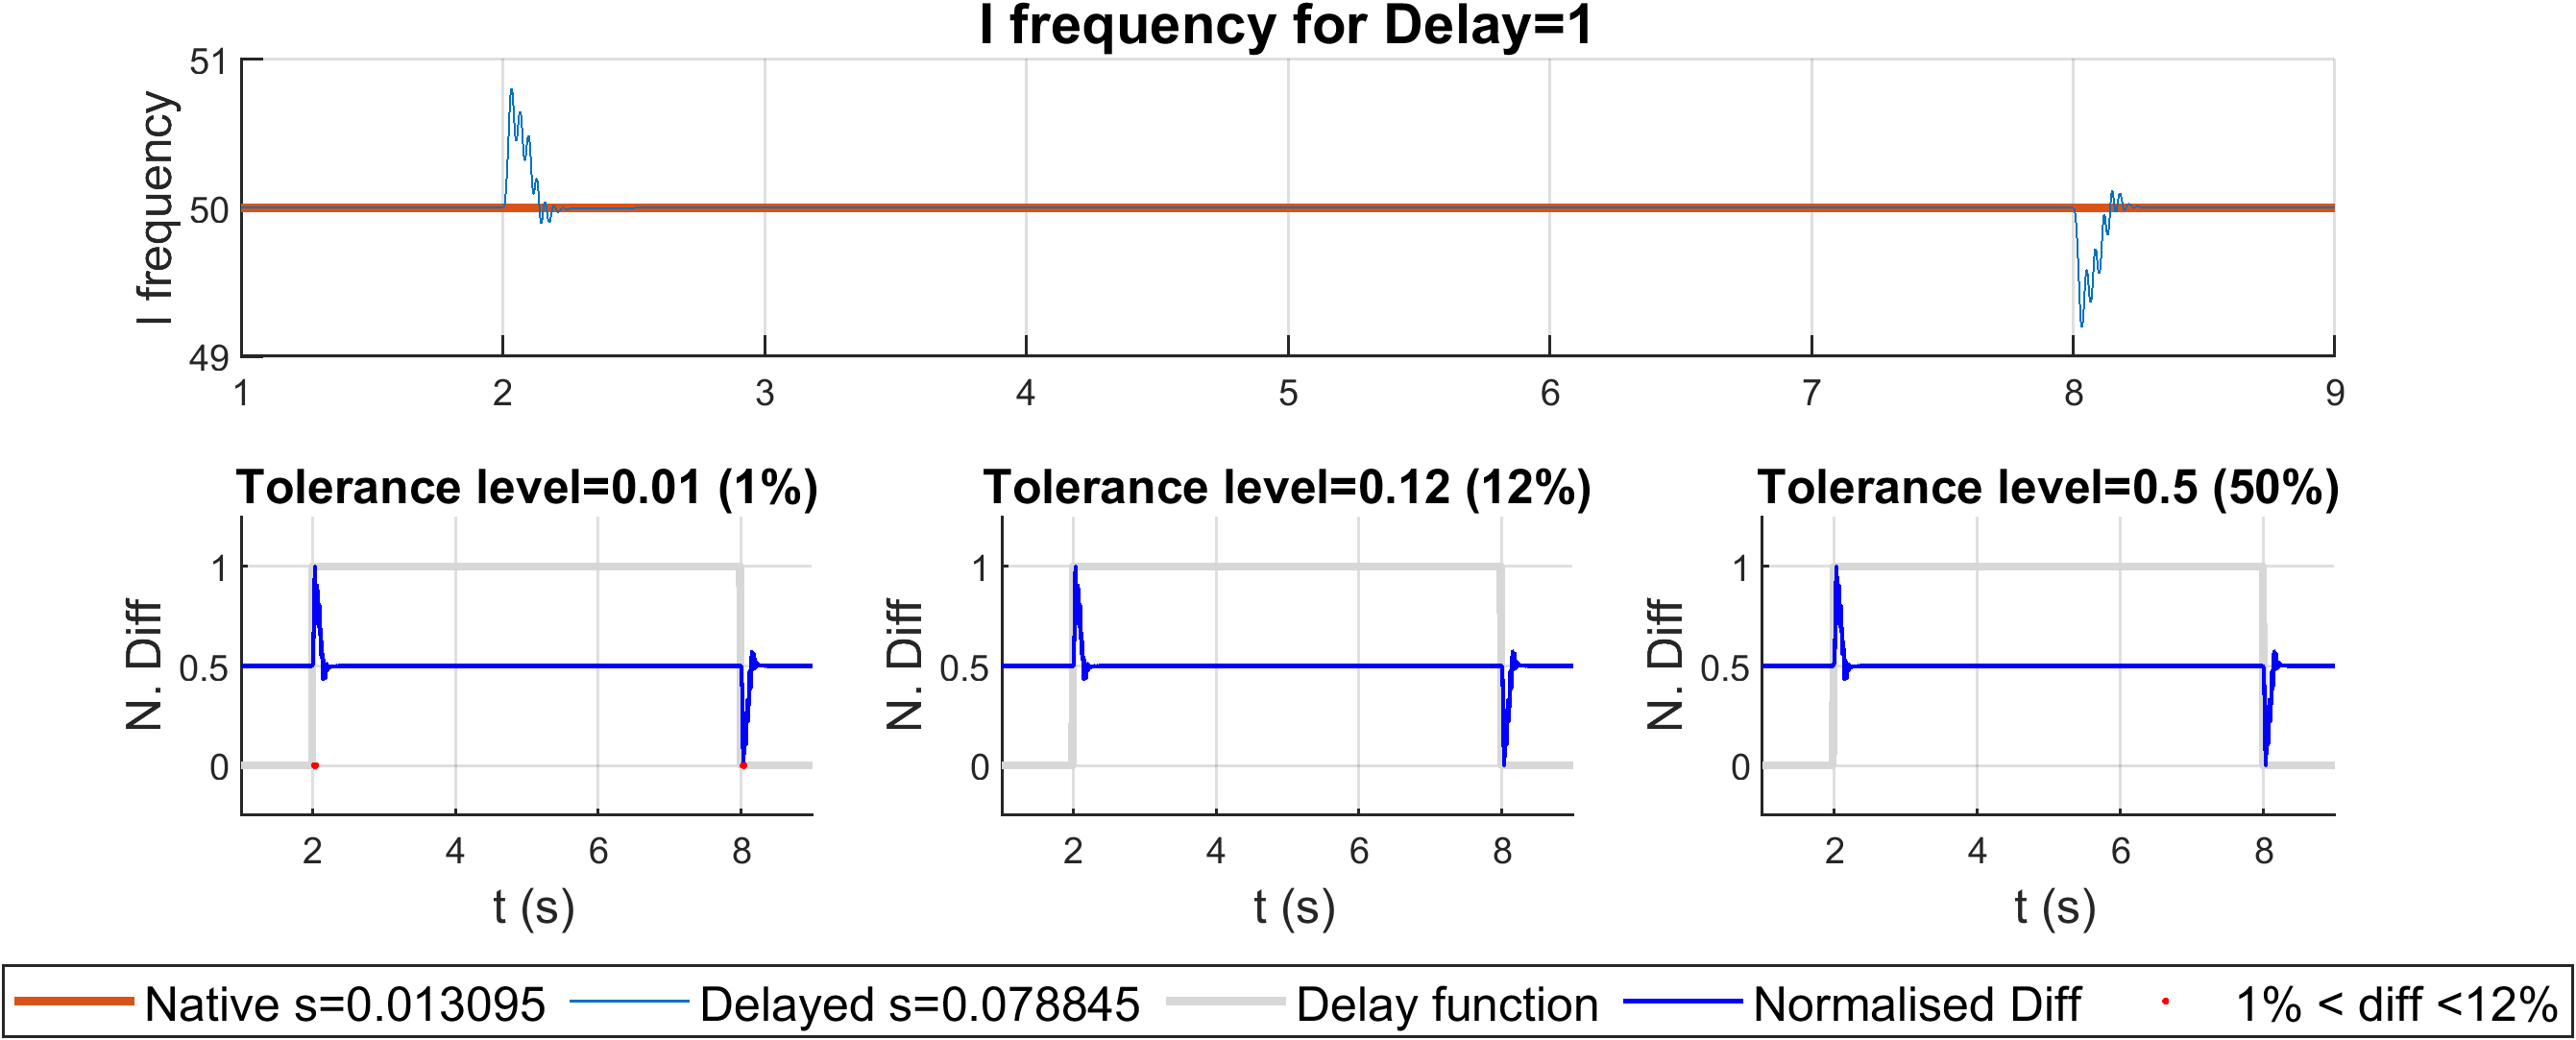 I frequency for Delay=1
I frequency
51
50
49
1 2 3 4 5 6 7 8 9
Tolerance level=0.01 (1%)
N. Diff
1
0.5
0
2 4 6 8
t (s)
Tolerance level=0.12 (12%)
N. Diff
1
0.5
0
2 4 6 8
t (s)
Tolerance level=0.5 (50%)
N. Diff
1
0.5
0
2 4 6 8
t (s)
Native s=0.013095 Delayed s=0.078845 Delay function Normalised Diff 1% < diff <12%